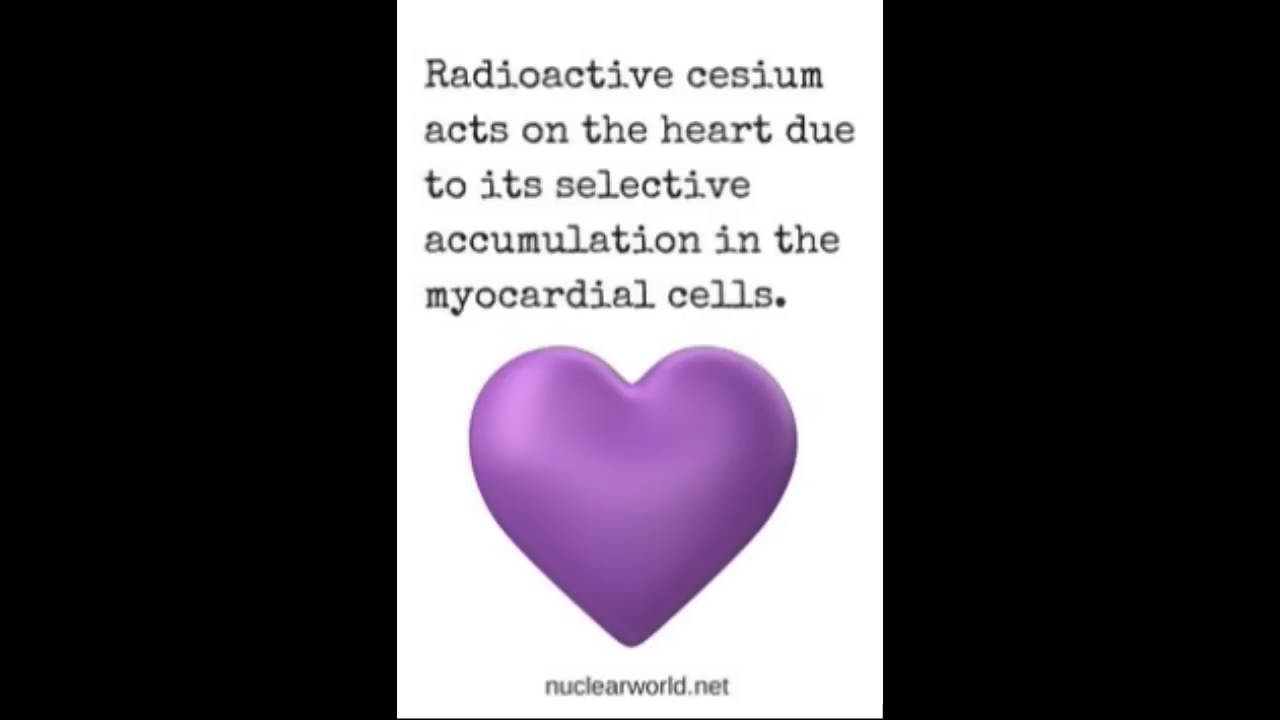 Radioactive cesium
acts on the heart due
to its selective
accumulation in the
myocardial cells.
nuclearworld.net